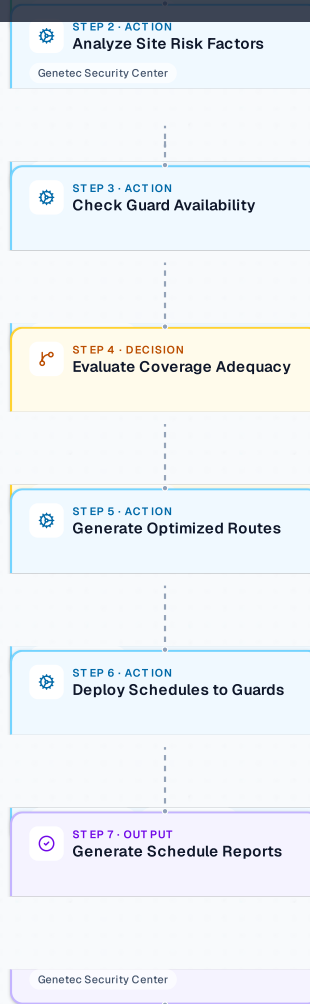 STEP 2 · ACTION
Analyze Site Risk Factors
Genetec Security Center
STEP 3 · ACTION
Check Guard Availability
STEP 4 · DECISION
Evaluate Coverage Adequacy
STEP 5 · ACTION
Generate Optimized Routes
STEP 6 · ACTION
Deploy Schedules to Guards
STEP 7 · OUTPUT
Generate Schedule Reports
Genetec Security Center